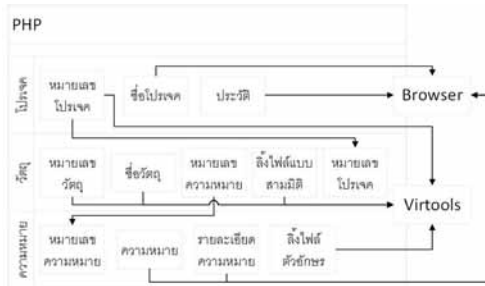 PHP
โปรเจค
หมายเลข
โปรเจค
ชื่อโปรเจค
ประวัติ
Browser
วัตถุ
หมายเลข
วัตถุ
ชื่อวัตถุ
หมายเลข
ความหมาย
ลิ้งไฟล์แบบ
สามมิติ
หมายเลข
โปรเจค
Virtools
ความหมาย
หมายเลข
ความหมาย
ความหมาย
รายละเอียด
ความหมาย
ลิ้งไฟล์
ตัวอักษร